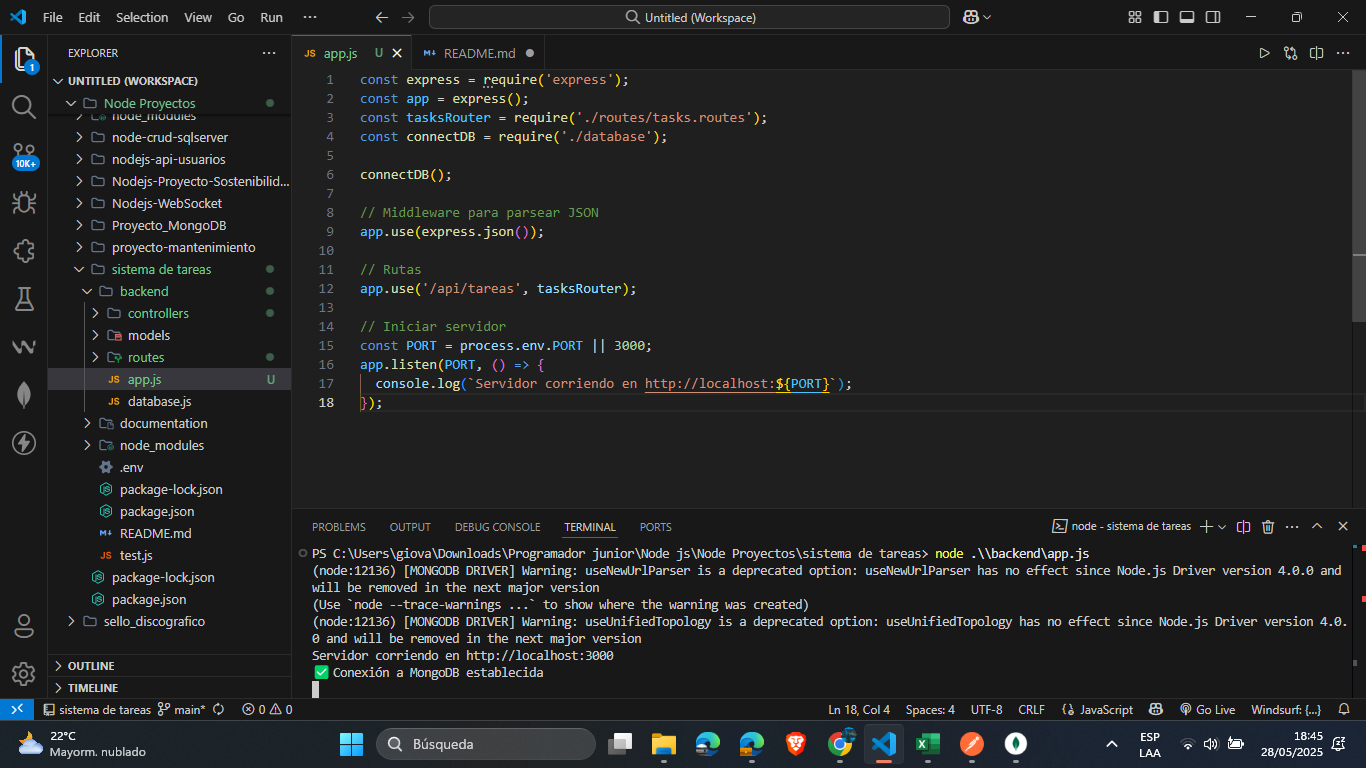 File Edit Selection View Go Run ···
Untitled (Workspace)
EXPLORER
UNTITLED (WORKSPACE)
Node Proyectos
node_modules
node-crud-sqlserver
nodejs-api-usuarios
Nodejs-Proyecto-Sostenibilid...
Nodejs-WebSocket
Proyecto_MongoDB
proyecto-mantenimiento
sistema de tareas
backend
controllers
models
routes
JS app.js U
JS database.js
documentation
node_modules
.env
package-lock.json
package.json
README.md
JS test.js
package-lock.json
package.json
sello_discografico
OUTLINE
TIMELINE
1
10K+
JS app.js U
README.md
1 const express = require('express');
2 const app = express();
3 const tasksRouter = require('./routes/tasks.routes');
4 const connectDB = require('./database');
5
6 connectDB();
7
8 // Middleware para parsear JSON
9 app.use(express.json());
10
11 // Rutas
12 app.use('/api/tareas', tasksRouter);
13
14 // Iniciar servidor
15 const PORT = process.env.PORT || 3000;
16 app.listen(PORT, () => {
17 console.log(`Servidor corriendo en http://localhost:${PORT}`);
18 });
PROBLEMS OUTPUT DEBUG CONSOLE TERMINAL PORTS
node - sistema de tareas
PS C:\Users\giova\Downloads\Programador junior\Node js\Node Proyectos\sistema de tareas> node .\\backend\app.js
(node:12136) [MONGODB DRIVER] Warning: useNewUrlParser is a deprecated option: useNewUrlParser has no effect since Node.js Driver version 4.0.0 and
will be removed in the next major version
(Use `node --trace-warnings ...` to show where the warning was created)
(node:12136) [MONGODB DRIVER] Warning: useUnifiedTopology is a deprecated option: useUnifiedTopology has no effect since Node.js Driver version 4.0.
0 and will be removed in the next major version
Servidor corriendo en http://localhost:3000
✅ Conexión a MongoDB establecida
sistema de tareas main* 0 0
Ln 18, Col 4 Spaces: 4 UTF-8 CRLF {} JavaScript Go Live Windsurf: {...}
22°C
Mayorm. nublado
Búsqueda
ESP
LAA
18:45
28/05/2025